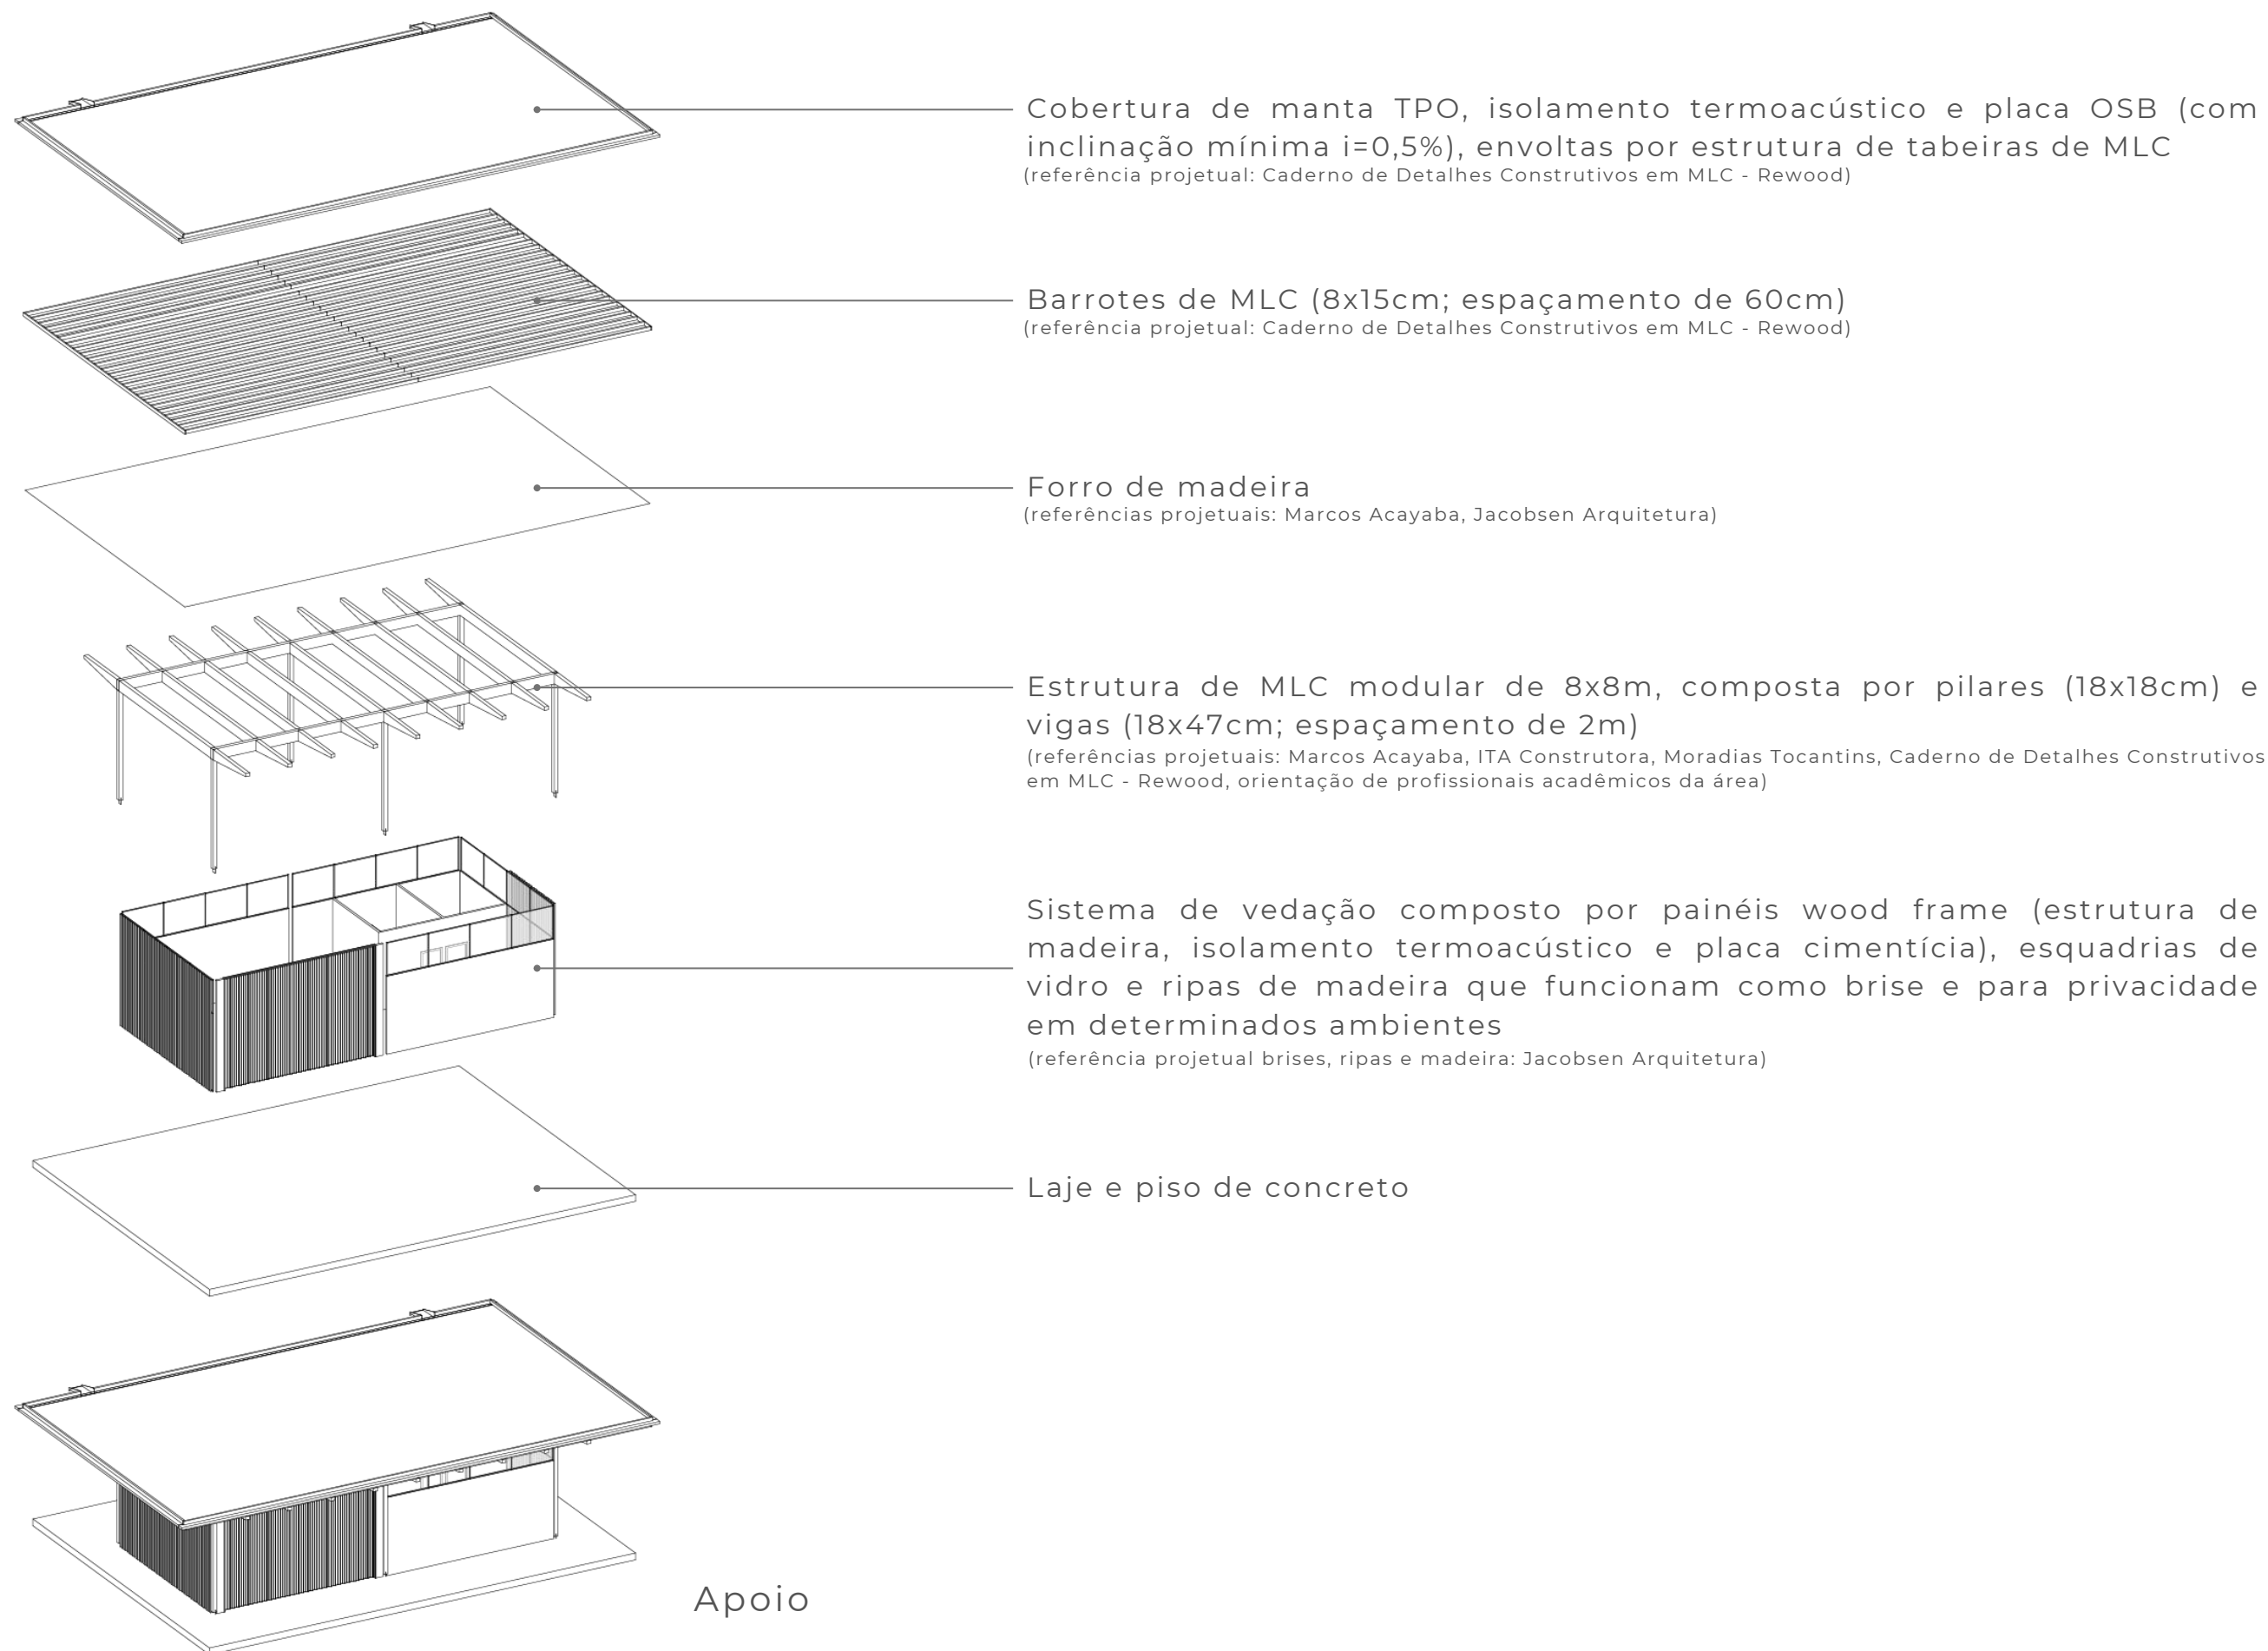 Cobertura de manta TPO, isolamento termoacústico e placa OSB (com
inclinação mínima i=0,5%), envoltas por estrutura de tabeiras de MLC
(referência projetual: Caderno de Detalhes Construtivos em MLC - Rewood)
Barrotes de MLC (8x15cm; espaçamento de 60cm)
(referência projetual: Caderno de Detalhes Construtivos em MLC - Rewood)
Forro de madeira
(referências projetuais: Marcos Acayaba, Jacobsen Arquitetura)
Estrutura de MLC modular de 8x8m, composta por pilares (18x18cm) e
vigas (18x47cm; espaçamento de 2m)
(referências projetuais: Marcos Acayaba, ITA Construtora, Moradias Tocantins, Caderno de Detalhes Construtivos
em MLC - Rewood, orientação de profissionais acadêmicos da área)
Sistema de vedação composto por painéis wood frame (estrutura de
madeira, isolamento termoacústico e placa cimentícia), esquadrias de
vidro e ripas de madeira que funcionam como brise e para privacidade
em determinados ambientes
(referência projetual brises, ripas e madeira: Jacobsen Arquitetura)
Laje e piso de concreto
Apoio